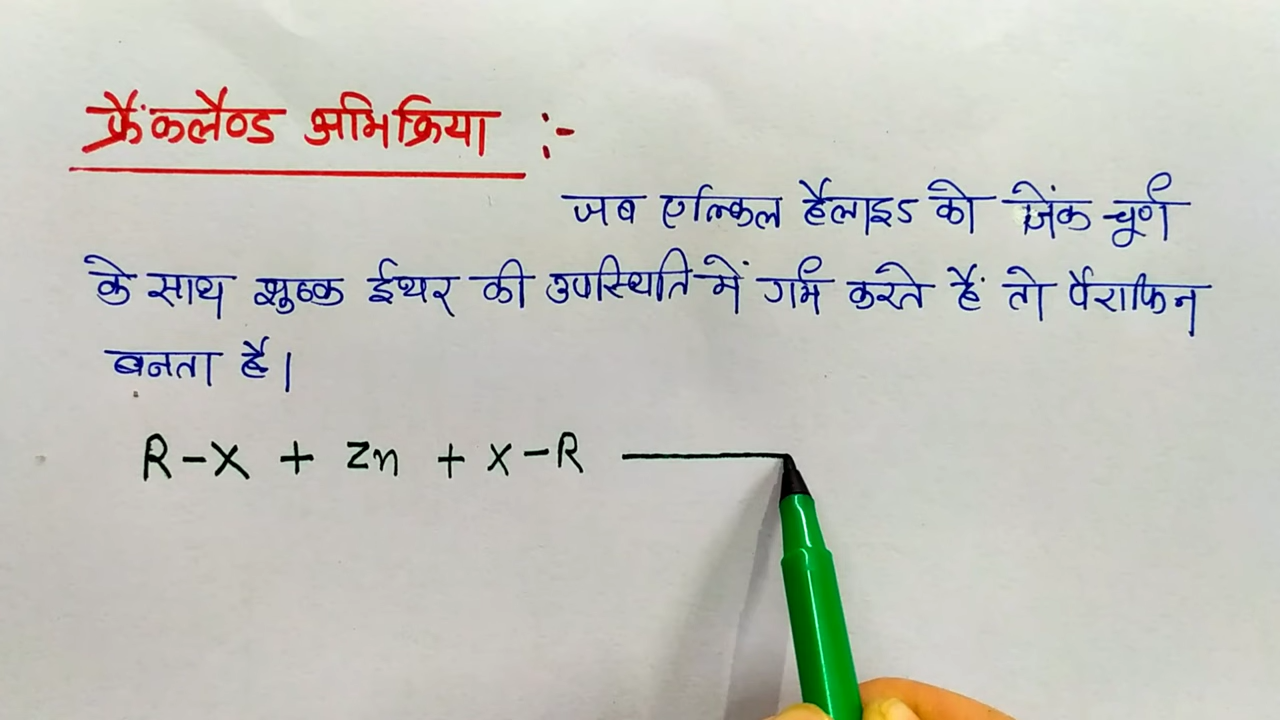 फ्रैंकलैण्ड अभिक्रिया :-
जब एल्किल हैलाइड को जिंक चूर्ण
के साथ शुष्क ईथर की उपस्थिति में गर्म करते हैं तो पैराफिन
बनता है।
R-X + Zn + X-R